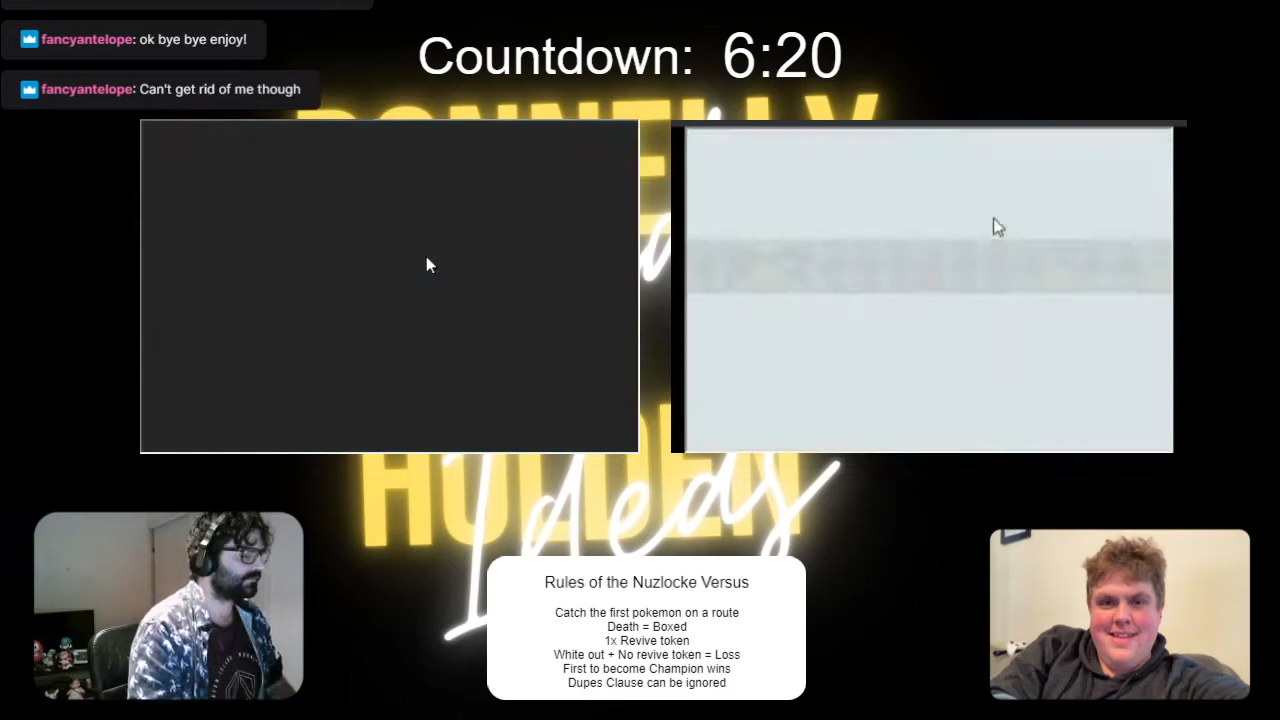 fancyantelope: ok bye bye enjoy!
Countdown: 6:20
fancyantelope: Can't get rid of me though
Ideas
Rules of the Nuzlocke Versus
Catch the first pokemon on a route
Death = Boxed
1x Revive token
White out + No revive token = Loss
First to become Champion wins
Dupes Clause can be ignored